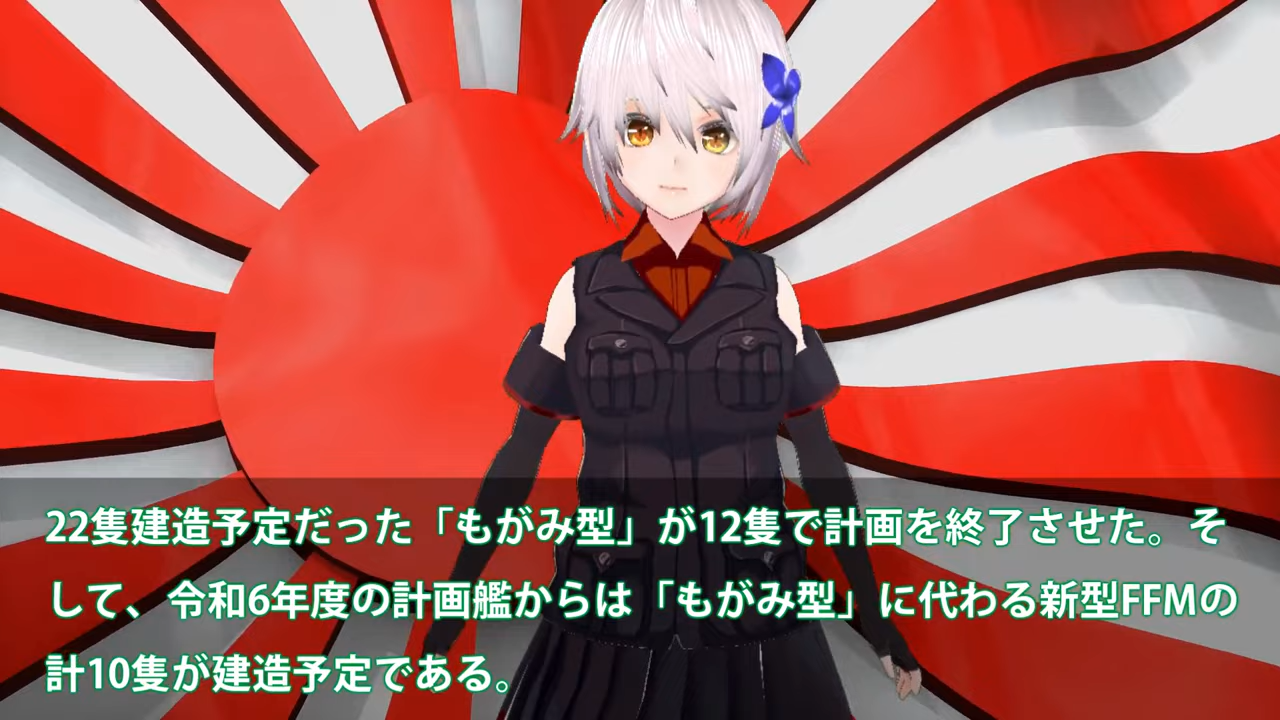 22隻建造予定だった「もがみ型」が12隻で計画を終了させた。そ
して、令和6年度の計画艦からは「もがみ型」に代わる新型FFMの
計10隻が建造予定である。